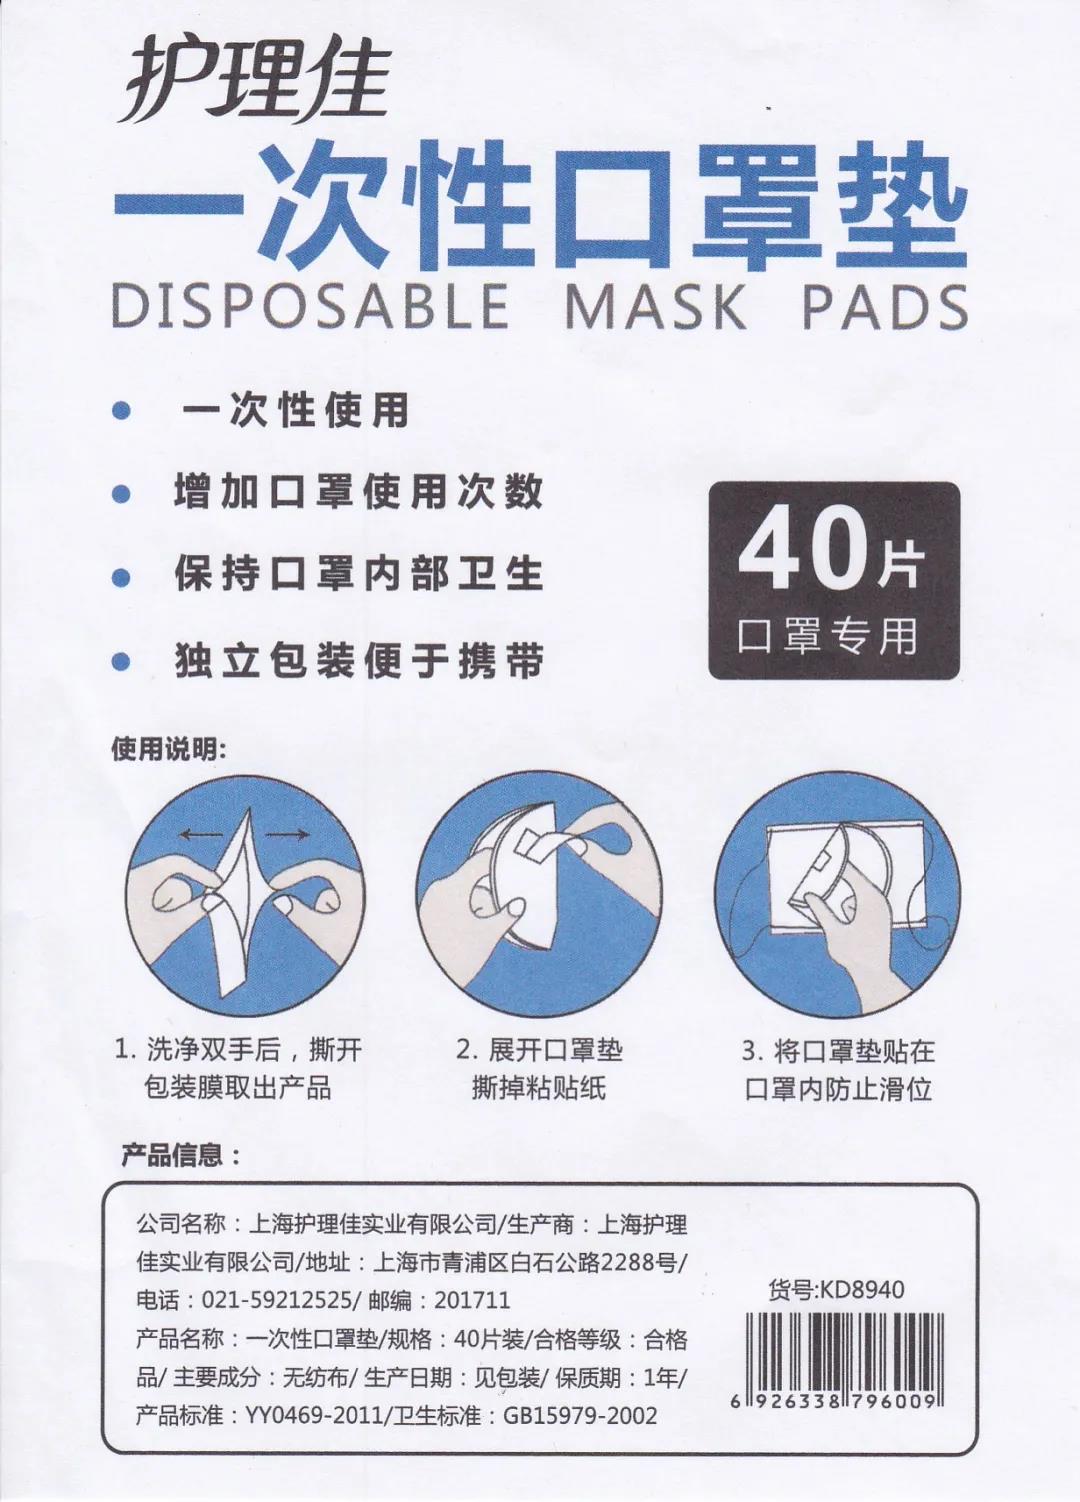 护理佳
一次性口罩垫
DISPOSABLE MASK PADS
• 一次性使用
• 增加口罩使用次数
• 保持口罩内部卫生
• 独立包装便于携带
40片
口罩专用
使用说明:
1. 洗净双手后，撕开
包装膜取出产品
2. 展开口罩垫
撕掉粘贴纸
3. 将口罩垫贴在
口罩内防止滑位
产品信息：
公司名称：上海护理佳实业有限公司/生产商：上海护理
佳实业有限公司/地址：上海市青浦区白石公路2288号/
电话：021-59212525/ 邮编：201711
产品名称：一次性口罩垫/规格：40片装/合格等级：合格
品/ 主要成分：无纺布/ 生产日期：见包装/ 保质期：1年/
产品标准：YY0469-2011/卫生标准：GB15979-2002
货号:KD8940
6 926338 796009